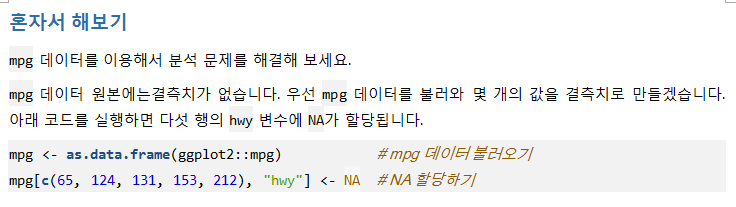 혼자서 해보기
mpg 데이터를 이용해서 분석 문제를 해결해 보세요.
mpg 데이터 원본에는결측치가 없습니다. 우선 mpg 데이터를 불러와 몇 개의 값을 결측치로 만들겠습니다.
아래 코드를 실행하면 다섯 행의 hwy 변수에 NA가 할당됩니다.
mpg <- as.data.frame(ggplot2::mpg) # mpg 데이터 불러오기
mpg[c(65, 124, 131, 153, 212), "hwy"] <- NA # NA 할당하기